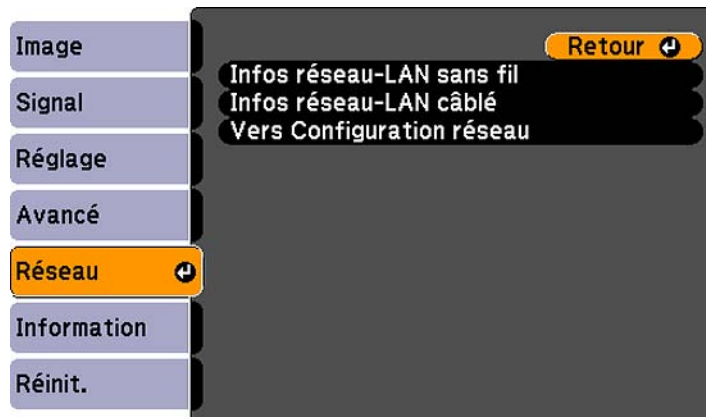 Image
Signal
Réglage
Avancé
Réseau
Information
Réinit.
Retour
Infos réseau-LAN sans fil
Infos réseau-LAN câblé
Vers Configuration réseau